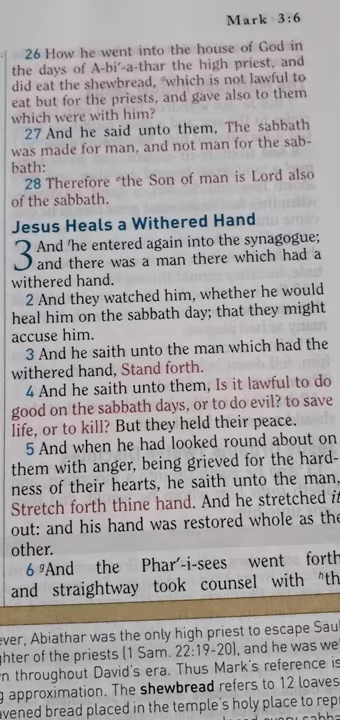 Mark 3:6
26 How he went into the house of God in
the days of A-bi′-a-thar the high priest, and
did eat the shewbread, which is not lawful to
eat but for the priests, and gave also to them
which were with him?
27 And he said unto them, The sabbath
was made for man, and not man for the sab-
bath:
28 Therefore the Son of man is Lord also
of the sabbath.
Jesus Heals a Withered Hand
3 And he entered again into the synagogue;
and there was a man there which had a
withered hand.
2 And they watched him, whether he would
heal him on the sabbath day; that they might
accuse him.
3 And he saith unto the man which had the
withered hand, Stand forth.
4 And he saith unto them, Is it lawful to do
good on the sabbath days, or to do evil? to save
life, or to kill? But they held their peace.
5 And when he had looked round about on
them with anger, being grieved for the hard-
ness of their hearts, he saith unto the man,
Stretch forth thine hand. And he stretched it
out: and his hand was restored whole as the
other.
6 gAnd the Phar′-i-sees went forth
and straightway took counsel with hth
ever, Abiathar was the only high priest to escape Sau
ghter of the priests (1 Sam. 22:19-20), and he was we
n throughout David's era. Thus Mark's reference is
g approximation. The shewbread refers to 12 loaves
avened bread placed in the temple's holy place to repr